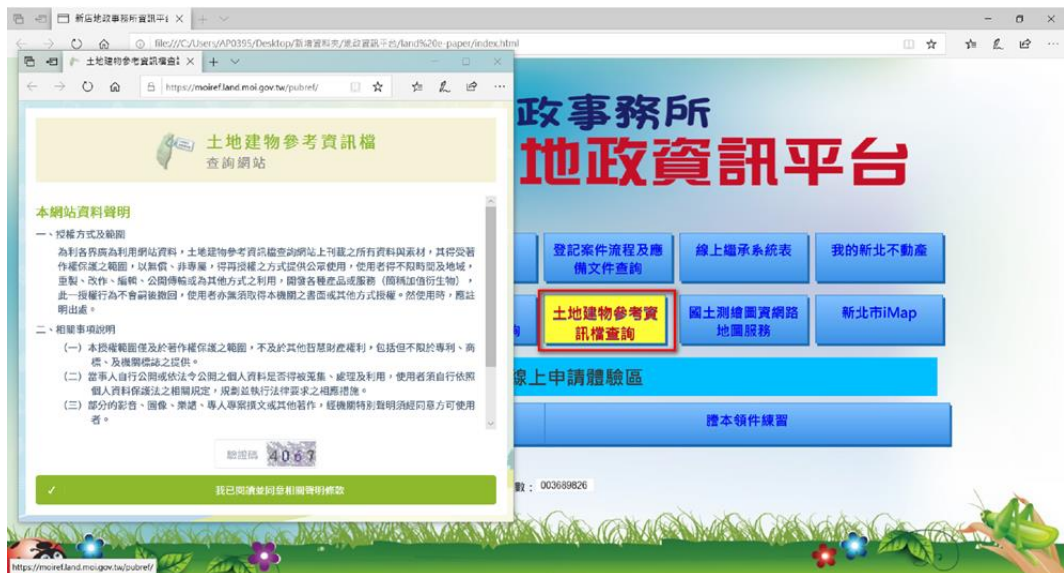 新店地政事務所資訊平台
file:///C:/Users/AP0395/Desktop/新增資料夾/地政資訊平台/land%20e-paper/index.html
土地建物參考資訊檔查詢
https://moiref.land.moi.gov.tw/pubref/
政事務所
地政資訊平台
土地建物參考資訊檔
查詢網站
本網站資料聲明
一、授權方式及範圍
為利各界廣為利用網站資料,土地建物參考資訊檔查詢網站上刊載之所有資料與素材,其得受著
作權保護之範圍,以無償、非專屬,得再授權之方式提供公眾使用,使用者得不限時間及地域,
重製、改作、編輯、公開傳輸或為其他方式之利用,開發各種產品或服務(簡稱加值衍生物),
此一授權行為不會嗣後撤回,使用者亦無須取得本機關之書面或其他方式授權。然使用時,應註
明出處。
二、相關事項說明
(一)本授權範圍僅及於著作權保護之範圍,不及於其他智慧財產權利,包括但不限於專利、商
標、及機關標誌之提供。
(二)當事人自行公開或依法令公開之個人資料是否得被蒐集、處理及利用,使用者須自行依照
個人資料保護法之相關規定,規劃並執行法律要求之相應措施。
(三)部分的影音、圖像、樂譜、專人專案撰文或其他著作,經機關特別聲明須經同意方可使用
者。
驗證碼 4067
我已閱讀並同意相關聲明條款
登記案件流程及應
備文件查詢
線上繼承系統表
我的新北不動產
詢
土地建物參考資
訊檔查詢
國土測繪圖資網路
地圖服務
新北市iMap
線上申請體驗區
謄本領件練習
數: 003689826
https://moiref.land.moi.gov.tw/pubref/